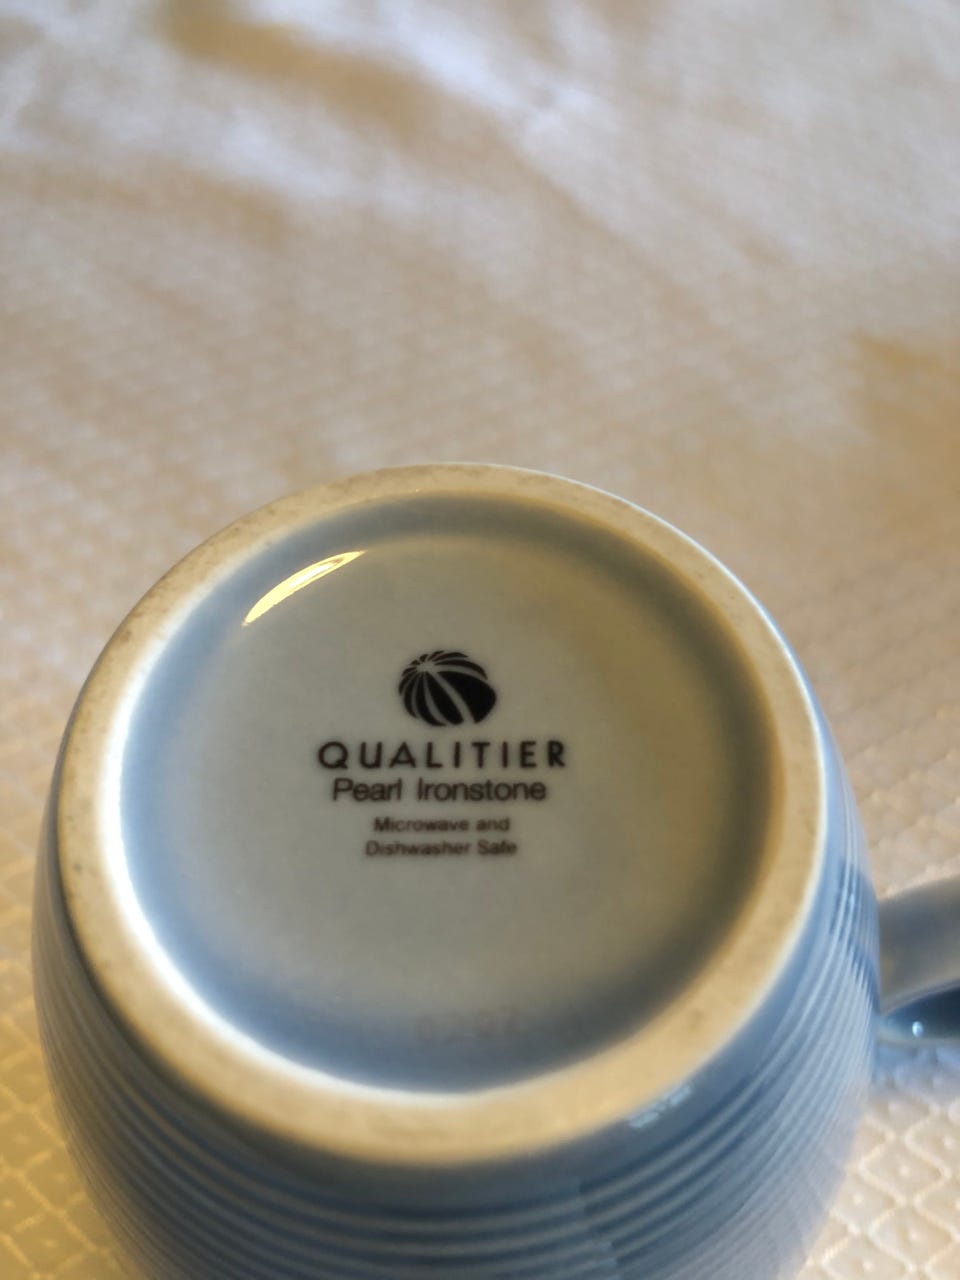 QUALITIER
Pearl Ironstone
Microwave and
Dishwasher Safe